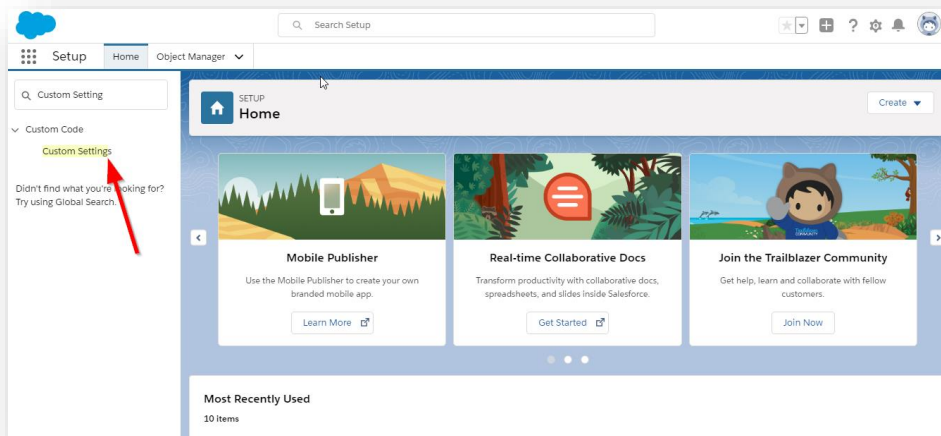 Search Setup
Setup
Home
Object Manager
Custom Setting
Custom Code
Custom Settings
Didn't find what you're looking for?
Try using Global Search.
SETUP
Home
Create
Mobile Publisher
Use the Mobile Publisher to create your own
branded mobile app.
Learn More
Real-time Collaborative Docs
Transform productivity with collaborative docs,
spreadsheets, and slides inside Salesforce.
Get Started
Join the Trailblazer Community
Get help, learn and collaborate with fellow
customers.
Join Now
Most Recently Used
10 items